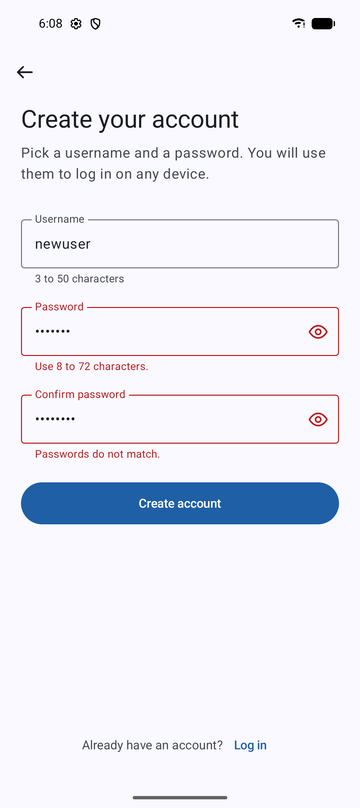 6:08
Create your account
Pick a username and a password. You will use
them to log in on any device.
Username
newuser
3 to 50 characters
Password
•••••••
Use 8 to 72 characters.
Confirm password
••••••••
Passwords do not match.
Create account
Already have an account? Log in